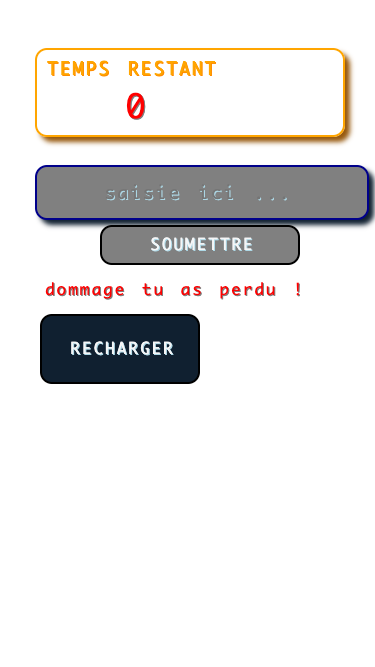 TEMPS RESTANT
0
saisie ici ...
SOUMETTRE
dommage tu as perdu !
RECHARGER